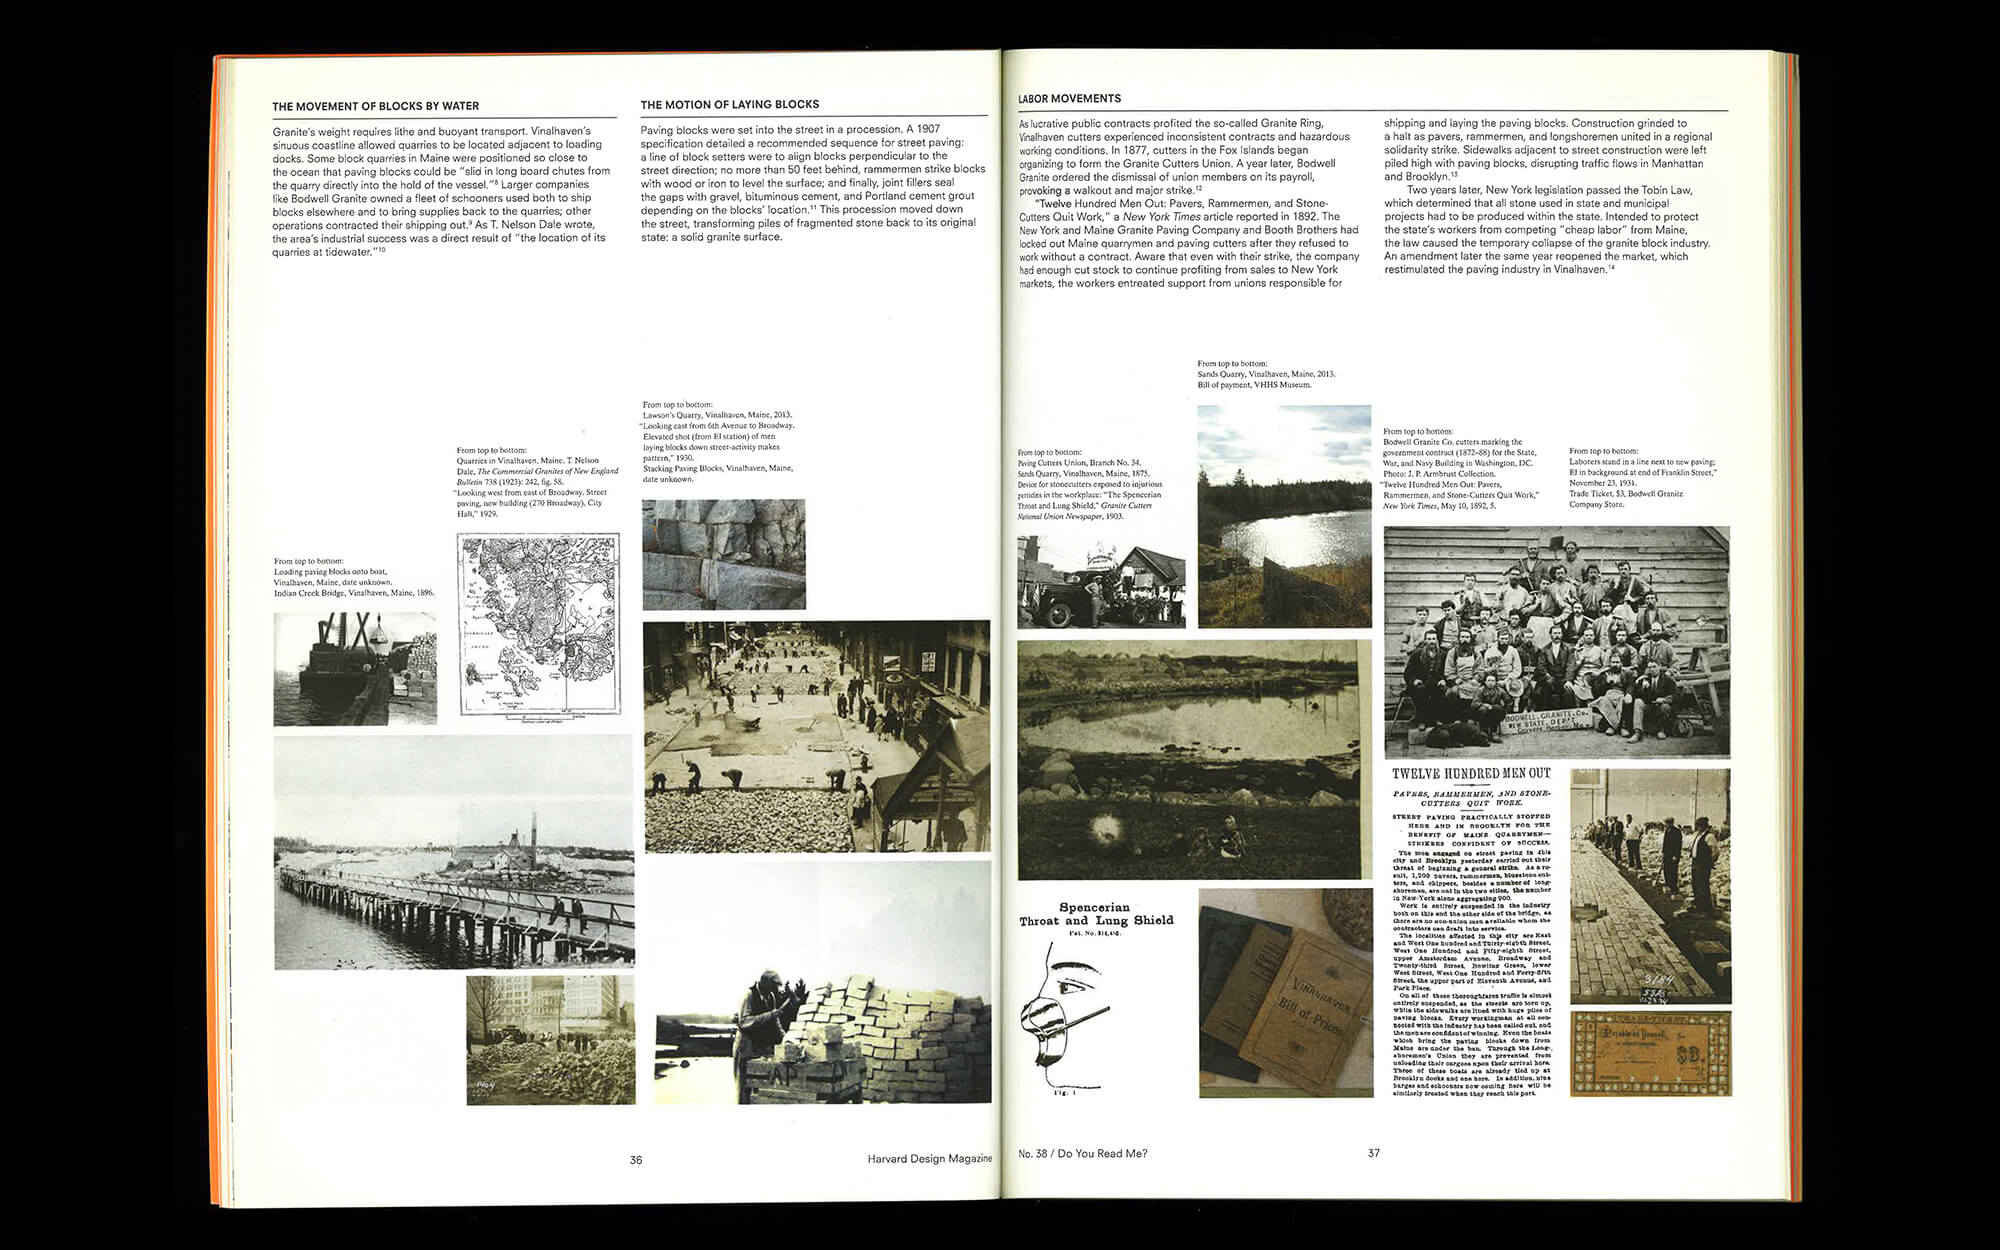 THE MOVEMENT OF BLOCKS BY WATER
Granite's weight requires lithe and buoyant transport. Vinalhaven's
sinuous coastline allowed quarries to be located adjacent to loading
docks. Some block quarries in Maine were positioned so close to
the ocean that paving blocks could be "slid in long board chutes from
the quarry directly into the hold of the vessel."⁸ Larger companies
like Bodwell Granite owned a fleet of schooners used both to ship
blocks elsewhere and to bring supplies back to the quarries; other
operations contracted their shipping out.⁹ As T. Nelson Dale wrote,
the area's industrial success was a direct result of "the location of its
quarries at tidewater."¹⁰
THE MOTION OF LAYING BLOCKS
Paving blocks were set into the street in a procession. A 1907
specification detailed a recommended sequence for street paving:
a line of block setters were to align blocks perpendicular to the
street direction; no more than 50 feet behind, rammermen strike blocks
with wood or iron to level the surface; and finally, joint fillers seal
the gaps with gravel, bituminous cement, and Portland cement grout
depending on the blocks' location.¹¹ This procession moved down
the street, transforming piles of fragmented stone back to its original
state: a solid granite surface.
From top to bottom:
Loading paving blocks onto boat,
Vinalhaven, Maine, date unknown.
Indian Creek Bridge, Vinalhaven, Maine, 1896.
From top to bottom:
Quarries in Vinalhaven, Maine. T. Nelson
Dale, The Commercial Granites of New England
Bulletin 738 (1923): 242, fig. 58.
"Looking west from east of Broadway. Street
paving, new building (270 Broadway), City
Hall," 1929.
From top to bottom:
Lawson's Quarry, Vinalhaven, Maine, 2013.
"Looking east from 6th Avenue to Broadway.
Elevated shot (from El station) of men
laying blocks down street-activity makes
pattern," 1930.
Stacking Paving Blocks, Vinalhaven, Maine,
date unknown.
36
Harvard Design Magazine
LABOR MOVEMENTS
As lucrative public contracts profited the so-called Granite Ring,
Vinalhaven cutters experienced inconsistent contracts and hazardous
working conditions. In 1877, cutters in the Fox Islands began
organizing to form the Granite Cutters Union. A year later, Bodwell
Granite ordered the dismissal of union members on its payroll,
provoking a walkout and major strike.¹²
"Twelve Hundred Men Out: Pavers, Rammermen, and Stone-
Cutters Quit Work," a New York Times article reported in 1892. The
New York and Maine Granite Paving Company and Booth Brothers had
locked out Maine quarrymen and paving cutters after they refused to
work without a contract. Aware that even with their strike, the company
had enough cut stock to continue profiting from sales to New York
markets, the workers entreated support from unions responsible for
shipping and laying the paving blocks. Construction grinded to
a halt as pavers, rammermen, and longshoremen united in a regional
solidarity strike. Sidewalks adjacent to street construction were left
piled high with paving blocks, disrupting traffic flows in Manhattan
and Brooklyn.¹³
Two years later, New York legislation passed the Tobin Law,
which determined that all stone used in state and municipal
projects had to be produced within the state. Intended to protect
the state's workers from competing "cheap labor" from Maine,
the law caused the temporary collapse of the granite block industry.
An amendment later the same year reopened the market, which
restimulated the paving industry in Vinalhaven.¹⁴
From top to bottom:
Paving Cutters Union, Branch No. 34.
Sands Quarry, Vinalhaven, Maine, 1875.
Device for stonecutters exposed to injurious
particles in the workplace: "The Spencerian
Throat and Lung Shield," Granite Cutters
National Union Newspaper, 1903.
From top to bottom:
Sands Quarry, Vinalhaven, Maine, 2013.
Bill of payment, VHHS Museum.
From top to bottom:
Bodwell Granite Co. cutters marking the
government contract (1872–88) for the State,
War, and Navy Building in Washington, DC.
Photo: J. P. Armbrust Collection.
"Twelve Hundred Men Out: Pavers,
Rammermen, and Stone-Cutters Quit Work,"
New York Times, May 10, 1892, 5.
From top to bottom:
Laborers stand in a line next to new paving;
El in background at end of Franklin Street,"
November 23, 1931.
Trade Ticket, $3, Bodwell Granite
Company Store.
BODWELL. GRANITE. Co.
NEW STATE. DEPT.
Spencerian
Throat and Lung Shield
Fig. 1
VINALHAVEN
Bill of Prices
TWELVE HUNDRED MEN OUT
PAVERS, RAMMERMEN, AND STONE-
CUTTERS QUIT WORK.
STREET PAVING PRACTICALLY STOPPED
HERE AND IN BROOKLYN FOR THE
BENEFIT OF MAINE QUARRYMEN—
STRIKERS CONFIDENT OF SUCCESS.
The men engaged on street paving in this
city and Brooklyn yesterday carried out their
threat of beginning a general strike. As a re-
sult, 1,200 pavers, rammermen, bluestone cut-
ters, and chippers, besides a number of long-
shoremen, are out in the two cities, the number
in New-York alone aggregating 900.
Work is entirely suspended in the industry
both on this and the other side of the bridge, as
there are no non-union men available whom the
contractors can draft into service.
The localities affected in this city are East
and West One hundred and Thirty-eighth Street,
West One Hundred and Fifty-eighth Street,
upper Amsterdam Avenue, Broadway and
Twenty-third Street, Bowling Green, lower
West Street, West One Hundred and Forty-fifth
Street, the upper part of Eleventh Avenue, and
Park Place.
On all of these thoroughfares traffic is almost
entirely suspended, as the streets are torn up,
while the sidewalks are lined with huge piles of
paving blocks. Every workingman at all con-
nected with the industry has been called out, and
the men are confident of winning. Even the boats
which bring the paving blocks down from
Maine are under the ban. Through the Long-
shoremen's Union they are prevented from
unloading their cargoes upon their arrival here.
Three of these boats are already tied up at
Brooklyn docks and one here. In addition, nine
barges and schooners now coming here will be
similarly treated when they reach this port.
TRADE-TICKET
$3.
No. 38 / Do You Read Me?
37